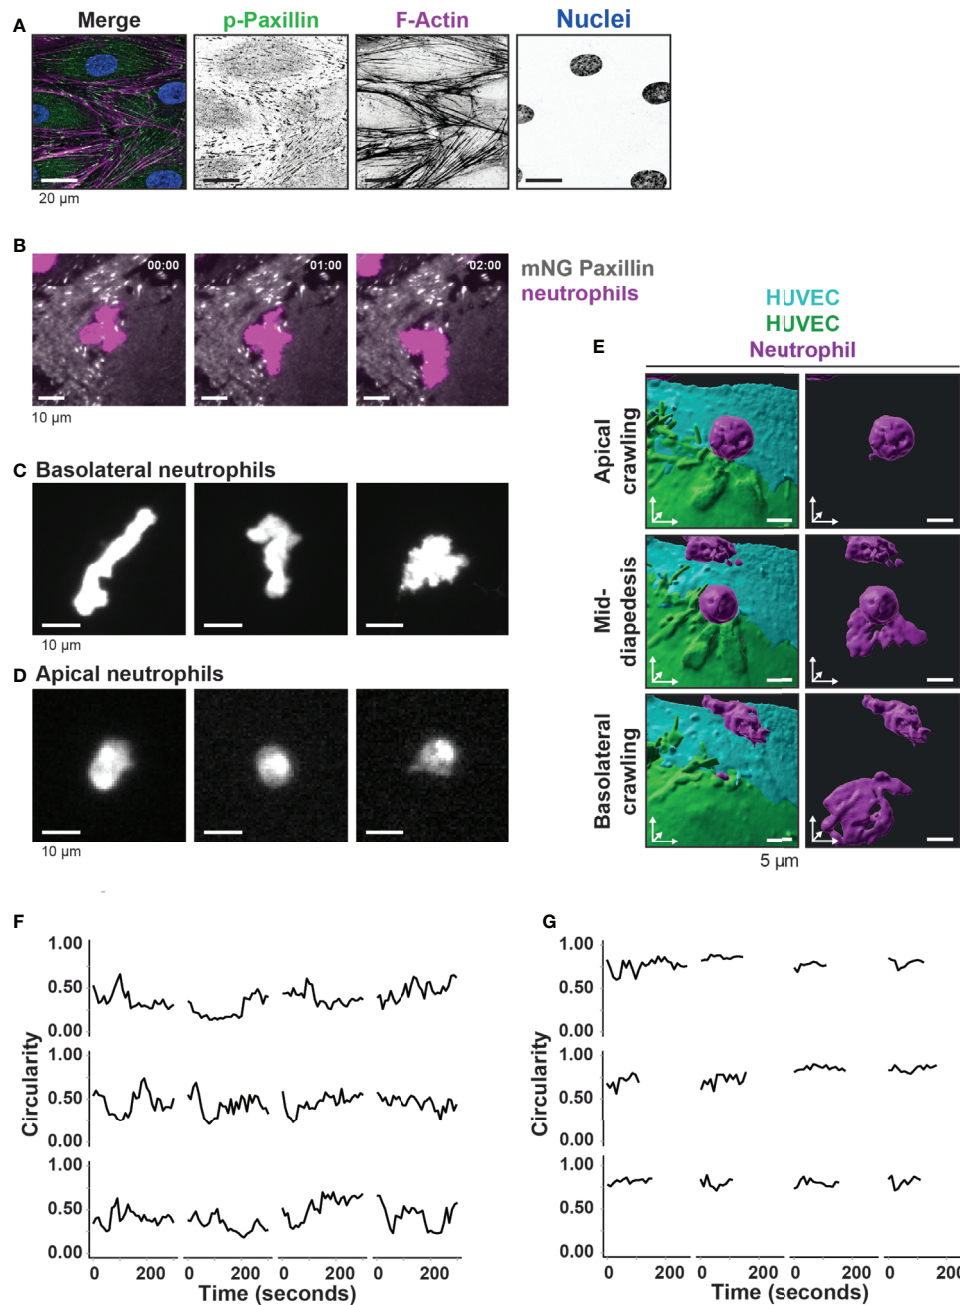 A
Merge p-Paxillin F-Actin Nuclei
20 µm
B
00:00 01:00 02:00
mNG Paxillin
neutrophils
10 µm
C Basolateral neutrophils
10 µm
D Apical neutrophils
10 µm
HUVEC
HUVEC
E Neutrophil
Apical
crawling
Mid-
diapedesis
Basolateral
crawling
5 µm
F
1.00
0.50
0.00
1.00
0.50
0.00
1.00
0.50
0.00
Circularity
0 200 0 200 0 200 0 200
Time (seconds)
G
1.00
0.50
0.00
1.00
0.50
0.00
1.00
0.50
0.00
Circularity
0 200 0 200 0 200 0 200
Time (seconds)